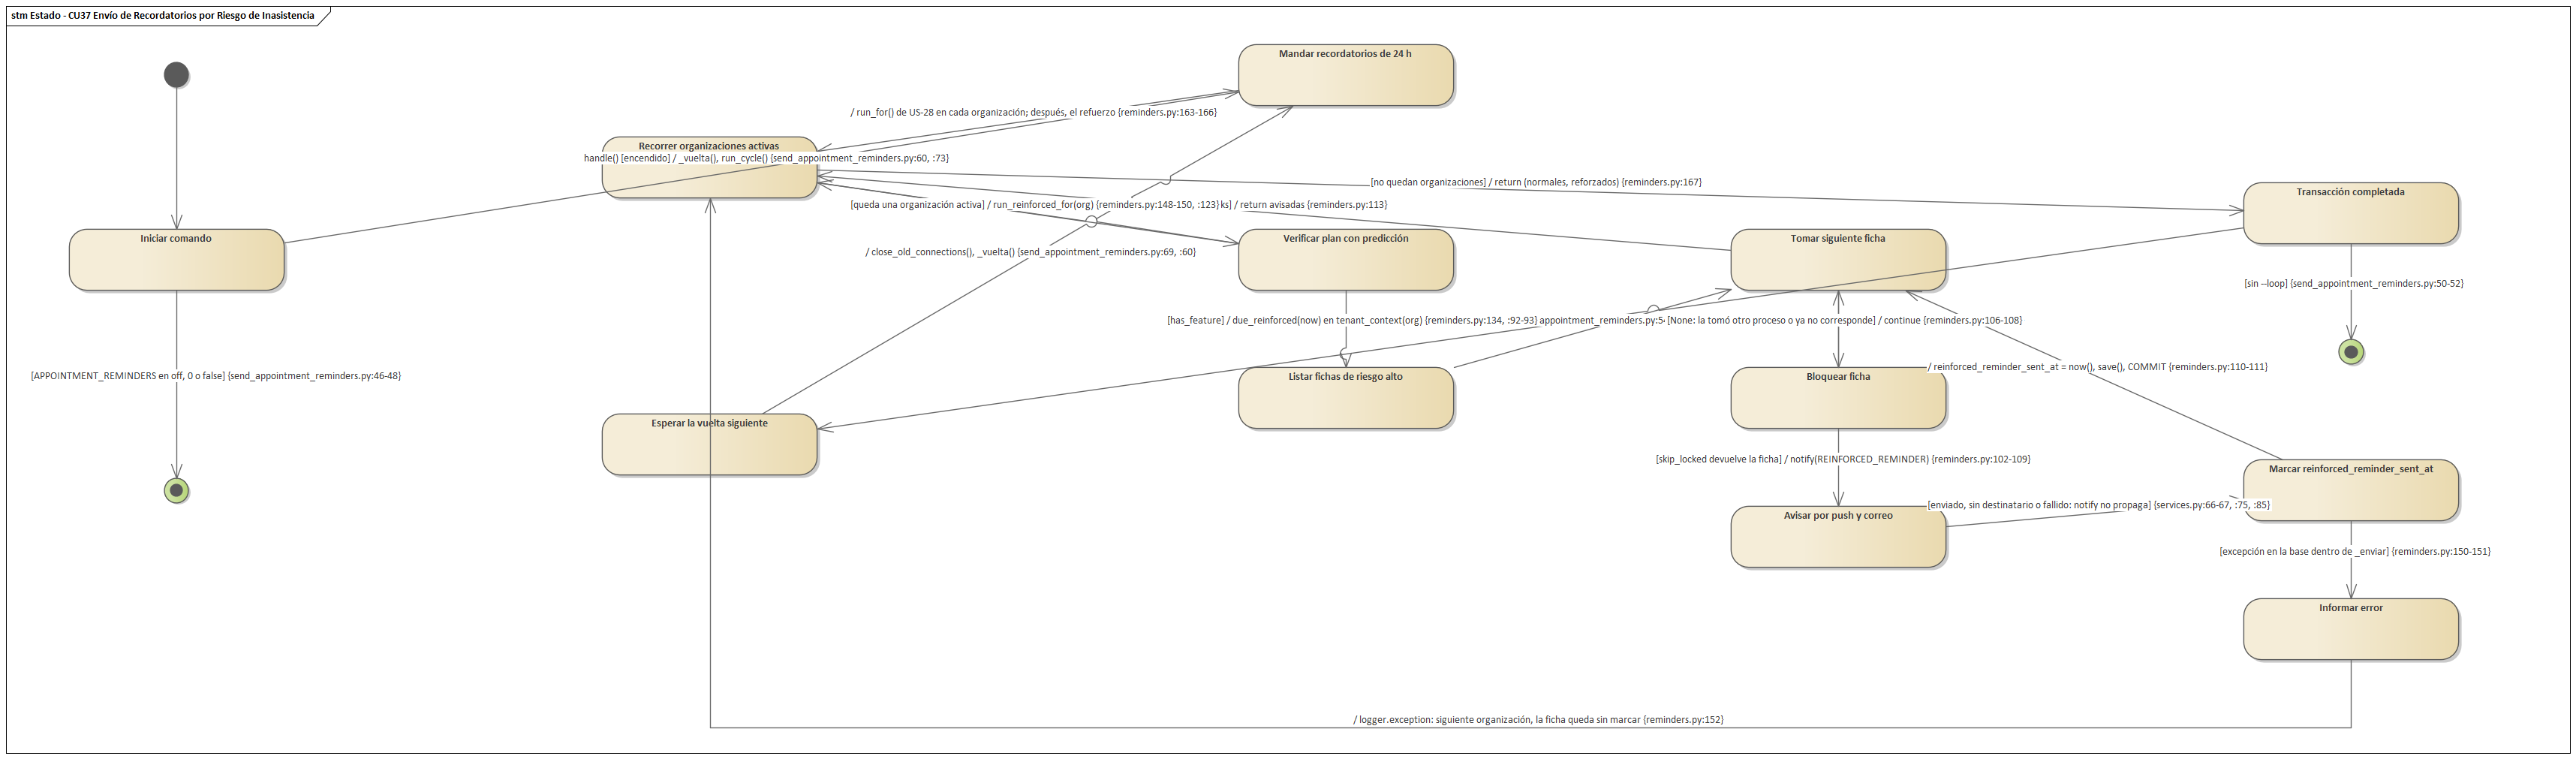 stm Estado - CU37 Envío de Recordatorios por Riesgo de Inasistencia
Mandar recordatorios de 24 h
/ run_for() de US-28 en cada organización; después, el refuerzo {reminders.py:163-166}
Recorrer organizaciones activas
handle() [encendido] / _vuelta(), run_cycle() {send_appointment_reminders.py:60, :73}
[no quedan organizaciones] / return (normales, reforzados) {reminders.py:167}
Transacción completada
[queda una organización activa] / run_reinforced_for(org) {reminders.py:148-150, :123}
ks] / return avisadas {reminders.py:113}
Iniciar comando
Verificar plan con predicción
Tomar siguiente ficha
/ close_old_connections(), _vuelta() {send_appointment_reminders.py:69, :60}
[sin --loop] {send_appointment_reminders.py:50-52}
[has_feature] / due_reinforced(now) en tenant_context(org) {reminders.py:134, :92-93}
appointment_reminders.py:5
[None: la tomó otro proceso o ya no corresponde] / continue {reminders.py:106-108}
[APPOINTMENT_REMINDERS en off, 0 o false] {send_appointment_reminders.py:46-48}
Listar fichas de riesgo alto
Bloquear ficha
/ reinforced_reminder_sent_at = now(), save(), COMMIT {reminders.py:110-111}
Esperar la vuelta siguiente
[skip_locked devuelve la ficha] / notify(REINFORCED_REMINDER) {reminders.py:102-109}
Marcar reinforced_reminder_sent_at
[enviado, sin destinatario o fallido: notify no propaga] {services.py:66-67, :75, :85}
Avisar por push y correo
[excepción en la base dentro de _enviar] {reminders.py:150-151}
Informar error
/ logger.exception: siguiente organización, la ficha queda sin marcar {reminders.py:152}